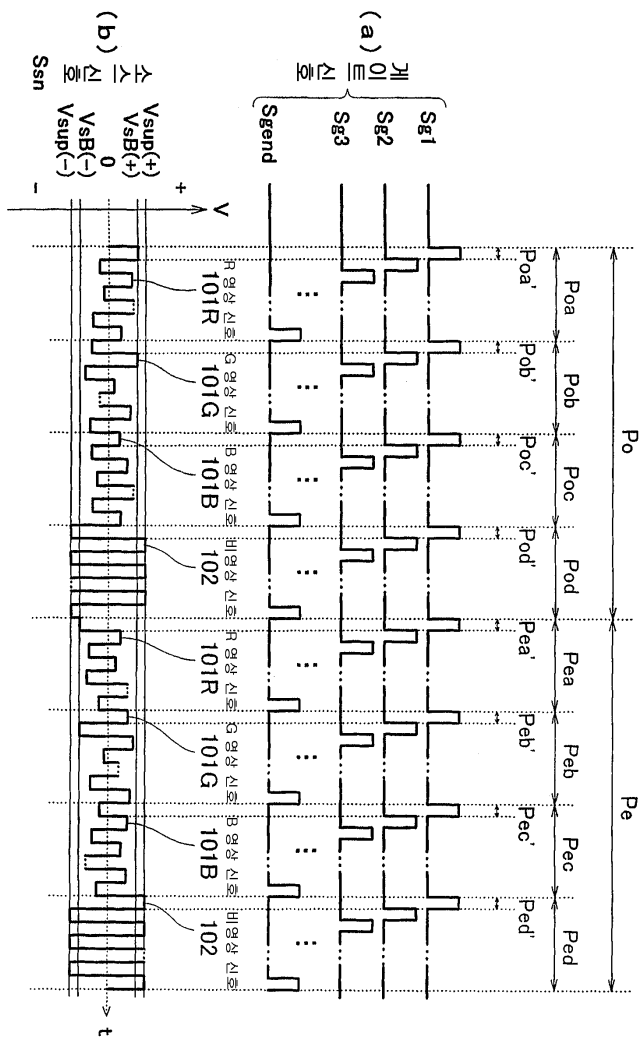 Po
Pe
Poa
Pob
Poc
Pod
Pea
Peb
Pec
Ped
Poa'
Pob'
Poc'
Pod'
Pea'
Peb'
Pec'
Ped'
(a)
게이트
신호
Sg1
Sg2
Sg3
Sgend
...
...
...
...
...
...
...
...
R 영상 신호
G 영상 신호
B 영상 신호
비영상 신호
R 영상 신호
G 영상 신호
B 영상 신호
비영상 신호
101R
101G
101B
102
101R
101G
101B
102
(b)
소스
신호
Ssn
V
+
Vsup(+)
VsB(+)
0
VsB(-)
Vsup(-)
-
t